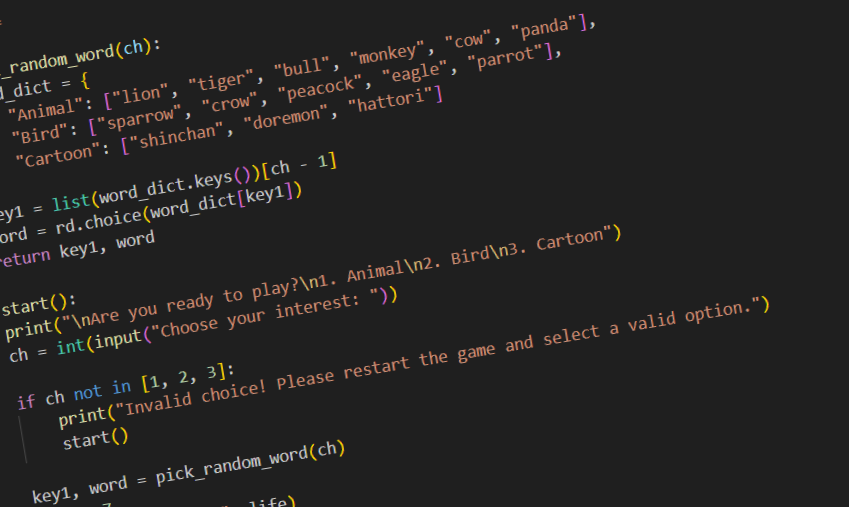 _random_word(ch):
d_dict = {
"Animal": ["lion", "tiger", "bull", "monkey", "cow", "panda"],
"Bird": ["sparrow", "crow", "peacock", "eagle", "parrot"],
"Cartoon": ["shinchan", "doremon", "hattori"]
ey1 = list(word_dict.keys())[ch - 1]
ord = rd.choice(word_dict[key1])
eturn key1, word
start():
print("\nAre you ready to play?\n1. Animal\n2. Bird\n3. Cartoon")
ch = int(input("Choose your interest: "))
if ch not in [1, 2, 3]:
print("Invalid choice! Please restart the game and select a valid option.")
start()
key1, word = pick_random_word(ch)
life)